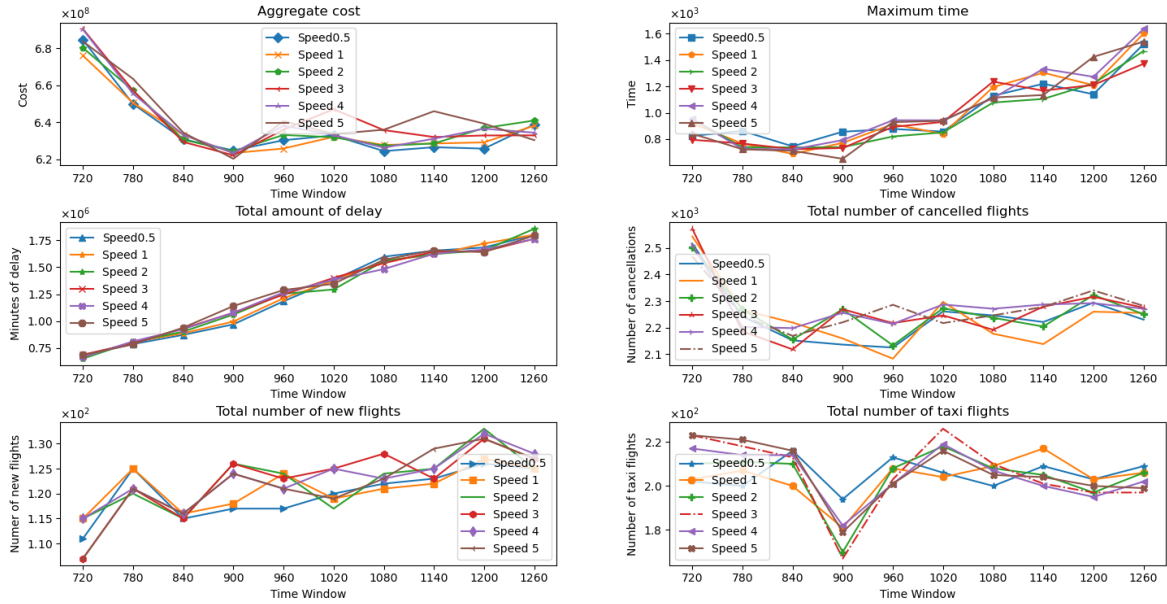 Aggregate cost
×10⁸
6.8
6.6
6.4
6.2
Cost
Speed0.5
Speed 1
Speed 2
Speed 3
Speed 4
Speed 5
720 780 840 900 960 1020 1080 1140 1200 1260
Time Window
Maximum time
×10³
1.6
1.4
1.2
1.0
0.8
0.6
Time
Speed0.5
Speed 1
Speed 2
Speed 3
Speed 4
Speed 5
720 780 840 900 960 1020 1080 1140 1200 1260
Time Window
Total amount of delay
×10⁶
1.75
1.50
1.25
1.00
0.75
Minutes of delay
Speed0.5
Speed 1
Speed 2
Speed 3
Speed 4
Speed 5
720 780 840 900 960 1020 1080 1140 1200 1260
Time Window
Total number of cancelled flights
×10³
2.5
2.4
2.3
2.2
2.1
Number of cancellations
Speed0.5
Speed 1
Speed 2
Speed 3
Speed 4
Speed 5
720 780 840 900 960 1020 1080 1140 1200 1260
Time Window
Total number of new flights
×10²
1.30
1.25
1.20
1.15
1.10
Numer of new flights
Speed0.5
Speed 1
Speed 2
Speed 3
Speed 4
Speed 5
720 780 840 900 960 1020 1080 1140 1200 1260
Time Window
Total number of taxi flights
×10²
2.2
2.0
1.8
Number of taxi flights
Speed0.5
Speed 1
Speed 2
Speed 3
Speed 4
Speed 5
720 780 840 900 960 1020 1080 1140 1200 1260
Time Window